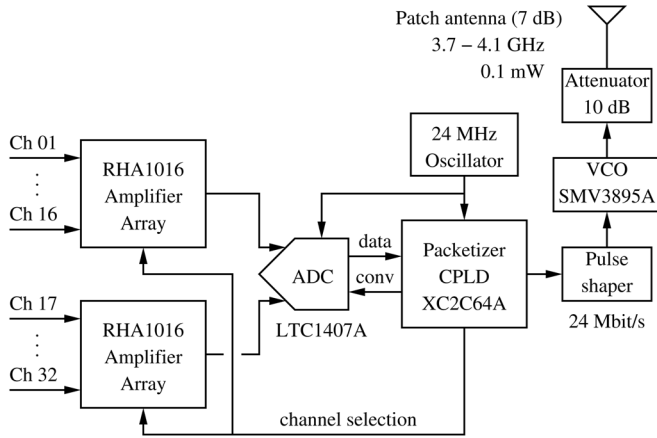 Patch antenna (7 dB)
3.7 – 4.1 GHz
0.1 mW
Attenuator
10 dB
24 MHz
Oscillator
VCO
SMV3895A
Ch 01
Ch 16
RHA1016
Amplifier
Array
ADC
LTC1407A
data
conv
Packetizer
CPLD
XC2C64A
Pulse
shaper
24 Mbit/s
Ch 17
Ch 32
RHA1016
Amplifier
Array
channel selection